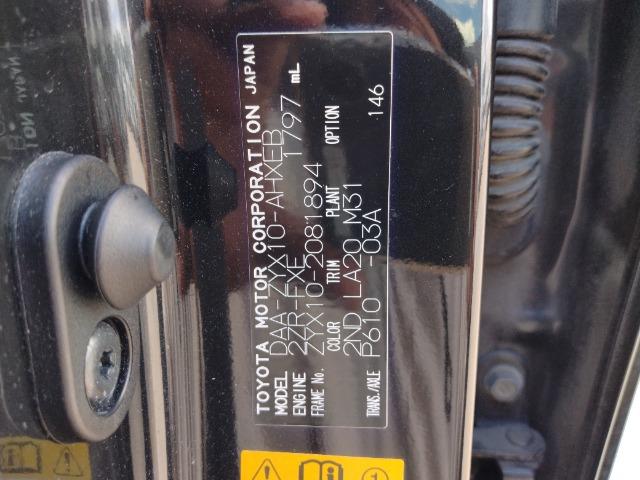 TOYOTA MOTOR CORPORATION JAPAN
MODEL DAA-ZYX10-AHXEB
ENGINE 2ZR-FXE 1797 mL
FRAME No. ZYX10-2081894
COLOR TRIM PLANT OPTION
2ND LA20 M31 146
TRANS./AXLE P610 -03A